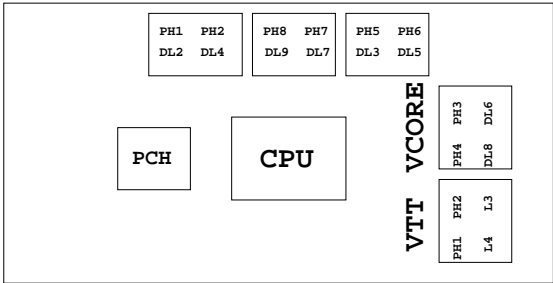 PH1 PH2
DL2 DL4
PH8 PH7
DL9 DL7
PH5 PH6
DL3 DL5
PCH
CPU
VCORE
PH3 DL6
PH4 DL8
VTT
PH2 L3
PH1 L4